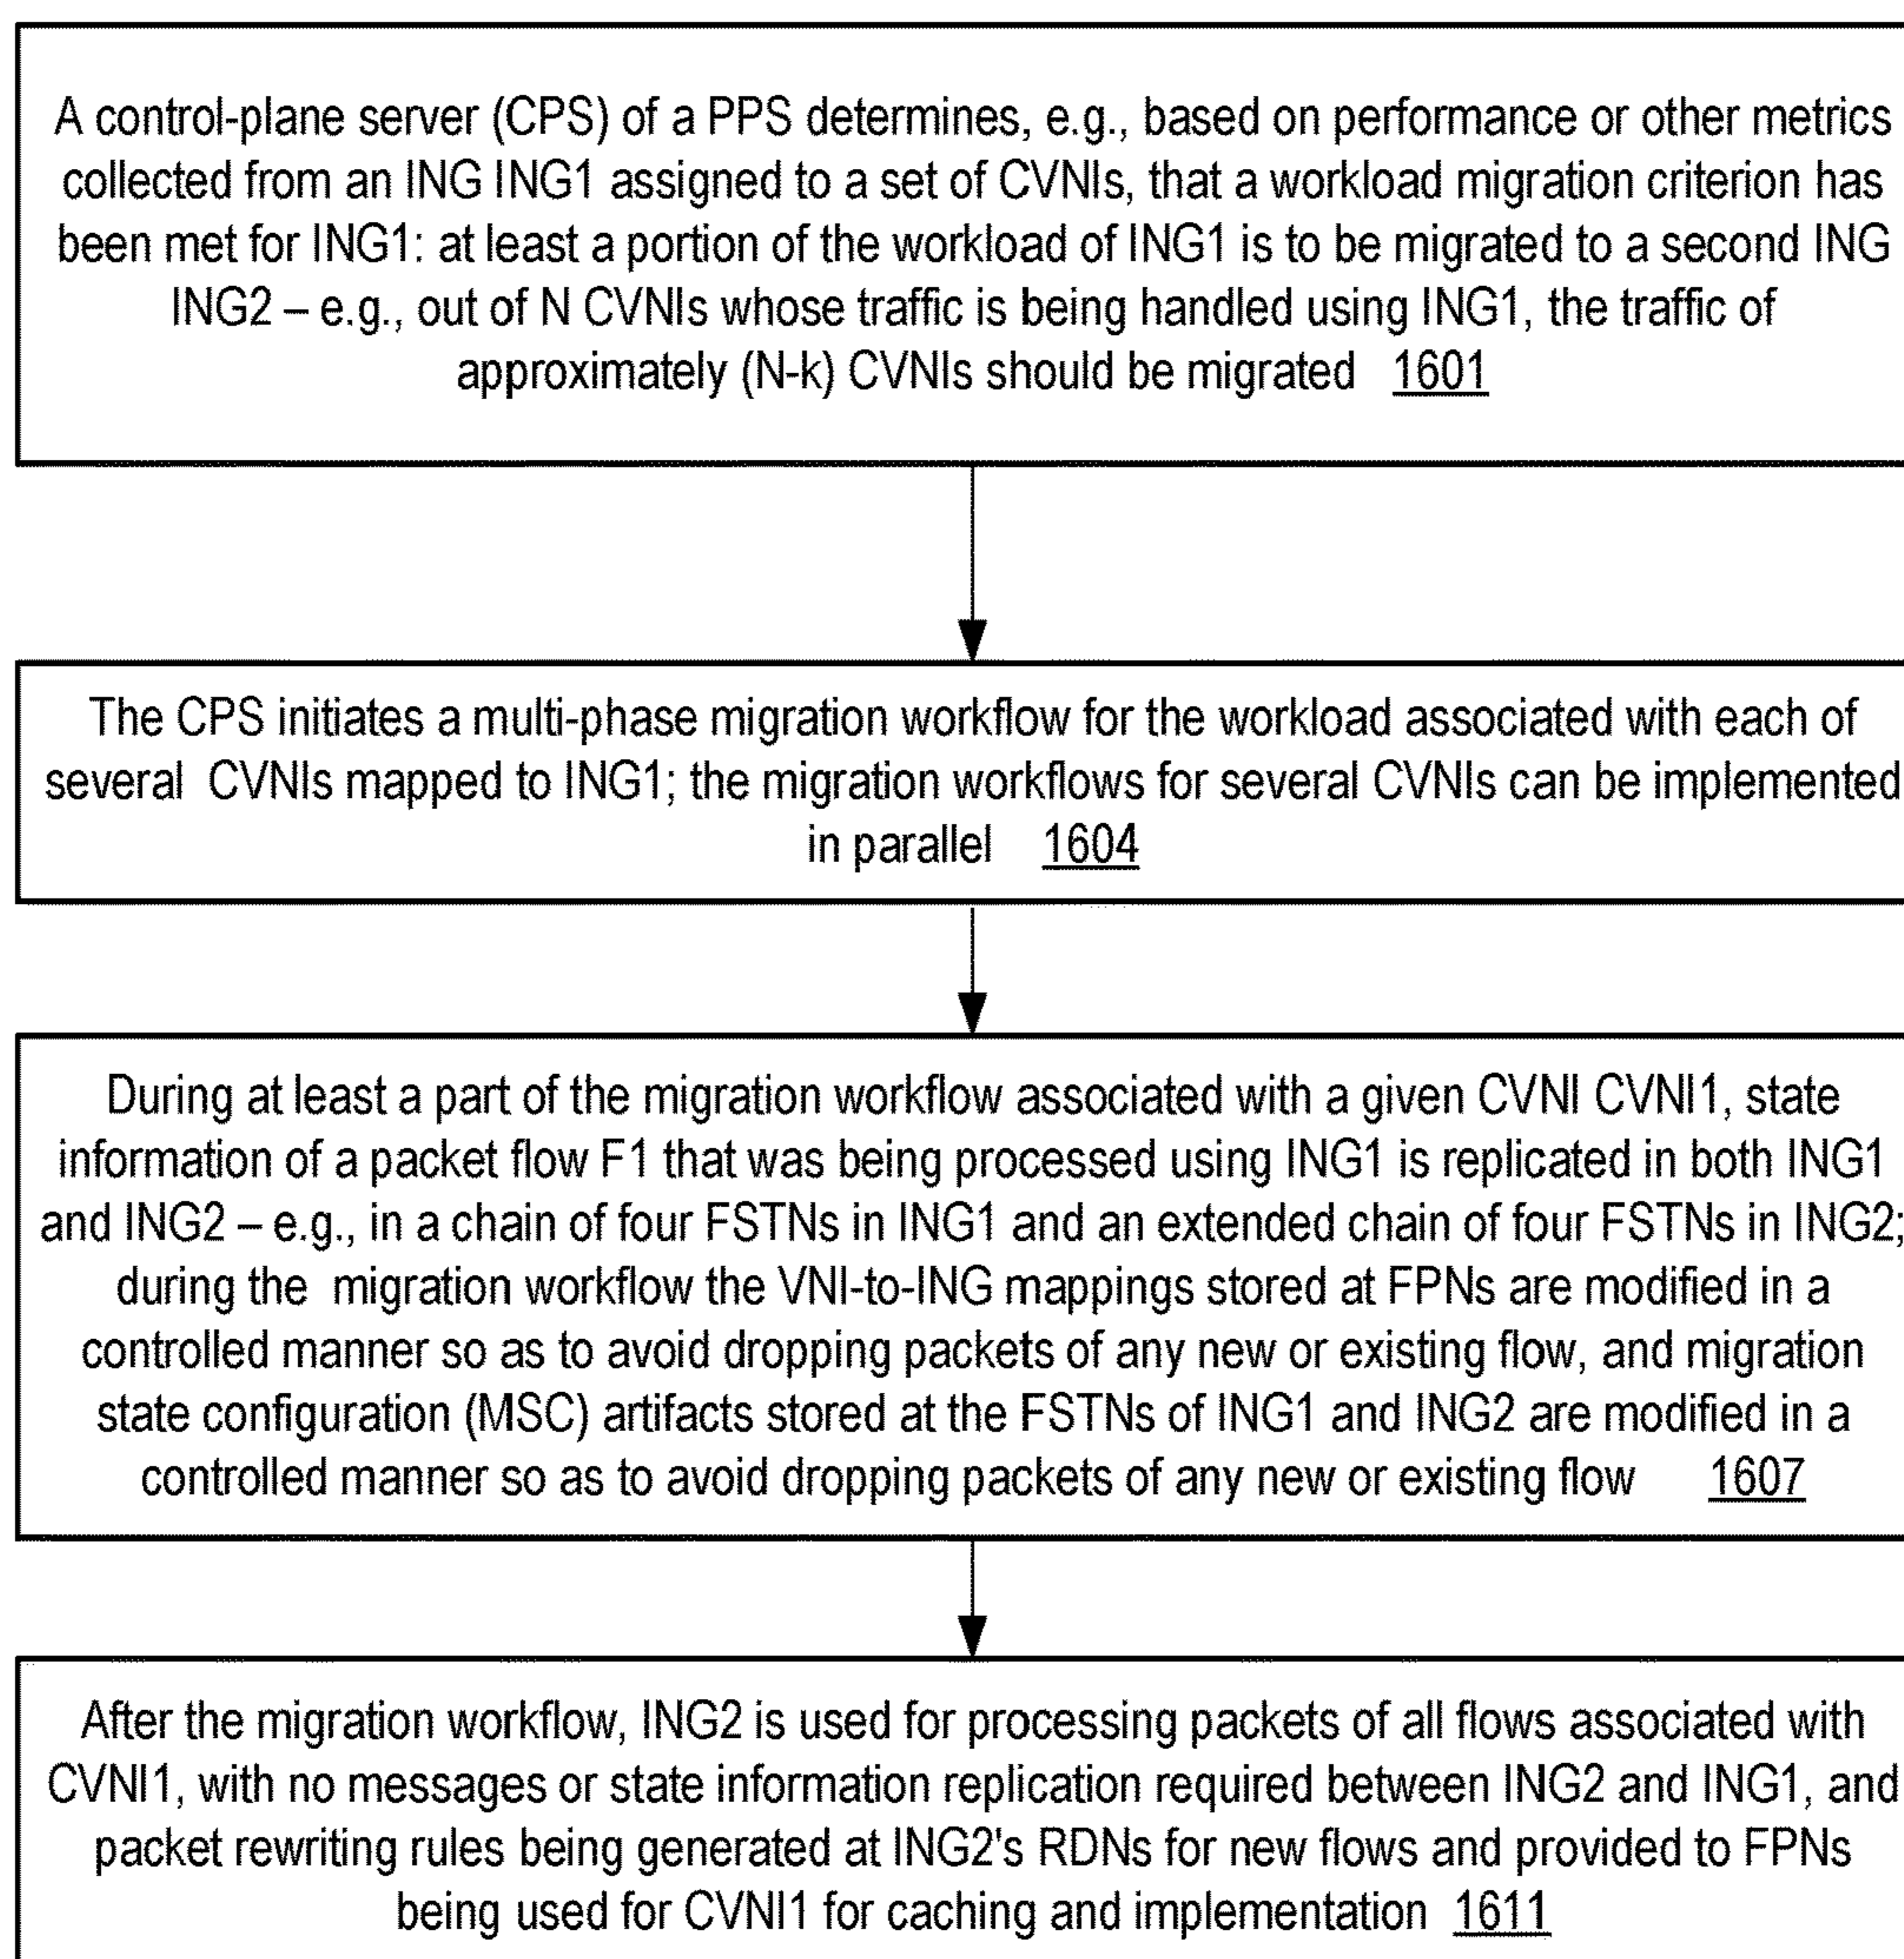 A control-plane server (CPS) of a PPS determines, e.g., based on performance or other metrics
collected from an ING ING1 assigned to a set of CVNIs, that a workload migration criterion has
been met for ING1: at least a portion of the workload of ING1 is to be migrated to a second ING
ING2 – e.g., out of N CVNIs whose traffic is being handled using ING1, the traffic of
approximately (N-k) CVNIs should be migrated 1601
The CPS initiates a multi-phase migration workflow for the workload associated with each of
several CVNIs mapped to ING1; the migration workflows for several CVNIs can be implemented
in parallel 1604
During at least a part of the migration workflow associated with a given CVNI CVNI1, state
information of a packet flow F1 that was being processed using ING1 is replicated in both ING1
and ING2 – e.g., in a chain of four FSTNs in ING1 and an extended chain of four FSTNs in ING2;
during the migration workflow the VNI-to-ING mappings stored at FPNs are modified in a
controlled manner so as to avoid dropping packets of any new or existing flow, and migration
state configuration (MSC) artifacts stored at the FSTNs of ING1 and ING2 are modified in a
controlled manner so as to avoid dropping packets of any new or existing flow 1607
After the migration workflow, ING2 is used for processing packets of all flows associated with
CVNI1, with no messages or state information replication required between ING2 and ING1, and
packet rewriting rules being generated at ING2's RDNs for new flows and provided to FPNs
being used for CVNI1 for caching and implementation 1611